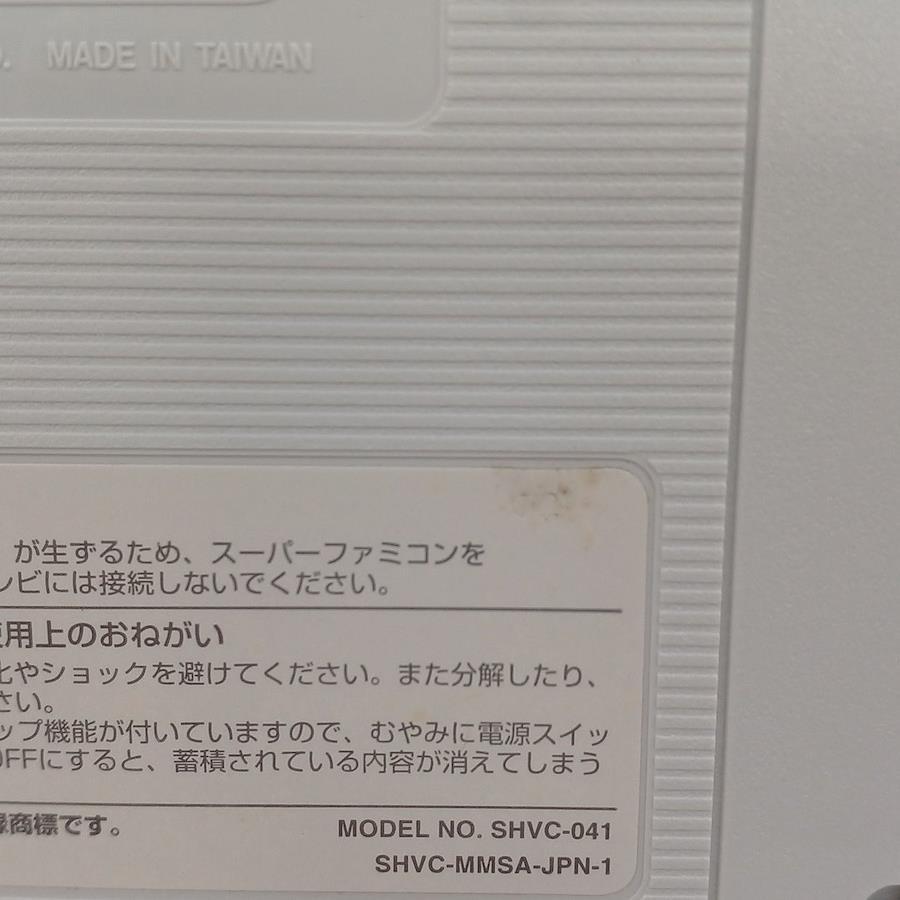 . MADE IN TAIWAN
が生ずるため、スーパーファミコンを
レビには接続しないでください。
使用上のおねがい
化やショックを避けてください。また分解したり、
さい。
ップ機能が付いていますので、むやみに電源スイッ
OFFにすると、蓄積されている内容が消えてしまう
録商標です。
MODEL NO. SHVC-041
SHVC-MMSA-JPN-1